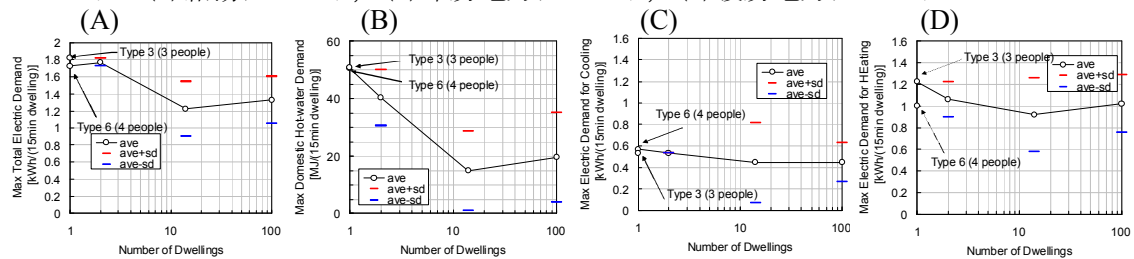 (A)
(B)
(C)
(D)
Max Total Electric Demand
[kWh/(15min dwelling)]
2
1.8
1.6
1.4
1.2
1
0.8
0.6
0.4
0.2
0
Type 3 (3 people)
Type 6 (4 people)
ave
ave+sd
ave-sd
1
10
100
Number of Dwellings
Max Domestic Hot-water Demand
[MJ/(15min dwelling)]
60
40
20
0
Type 3 (3 people)
Type 6 (4 people)
ave
ave+sd
ave-sd
1
10
100
Number of Dwellings
Max Electric Demand for Cooling
[kWh/(15min dwelling)]
1.6
1.4
1.2
1
0.8
0.6
0.4
0.2
0
ave
ave+sd
ave-sd
Type 6 (4 people)
Type 3 (3 people)
1
10
100
Number of Dwellings
Max Electric Demand for HEating
[kWh/(15min dwelling)]
1.6
1.4
1.2
1
0.8
0.6
0.4
0.2
0
Type 3 (3 people)
ave
ave+sd
ave-sd
Type 6 (4 people)
1
10
100
Number of Dwellings